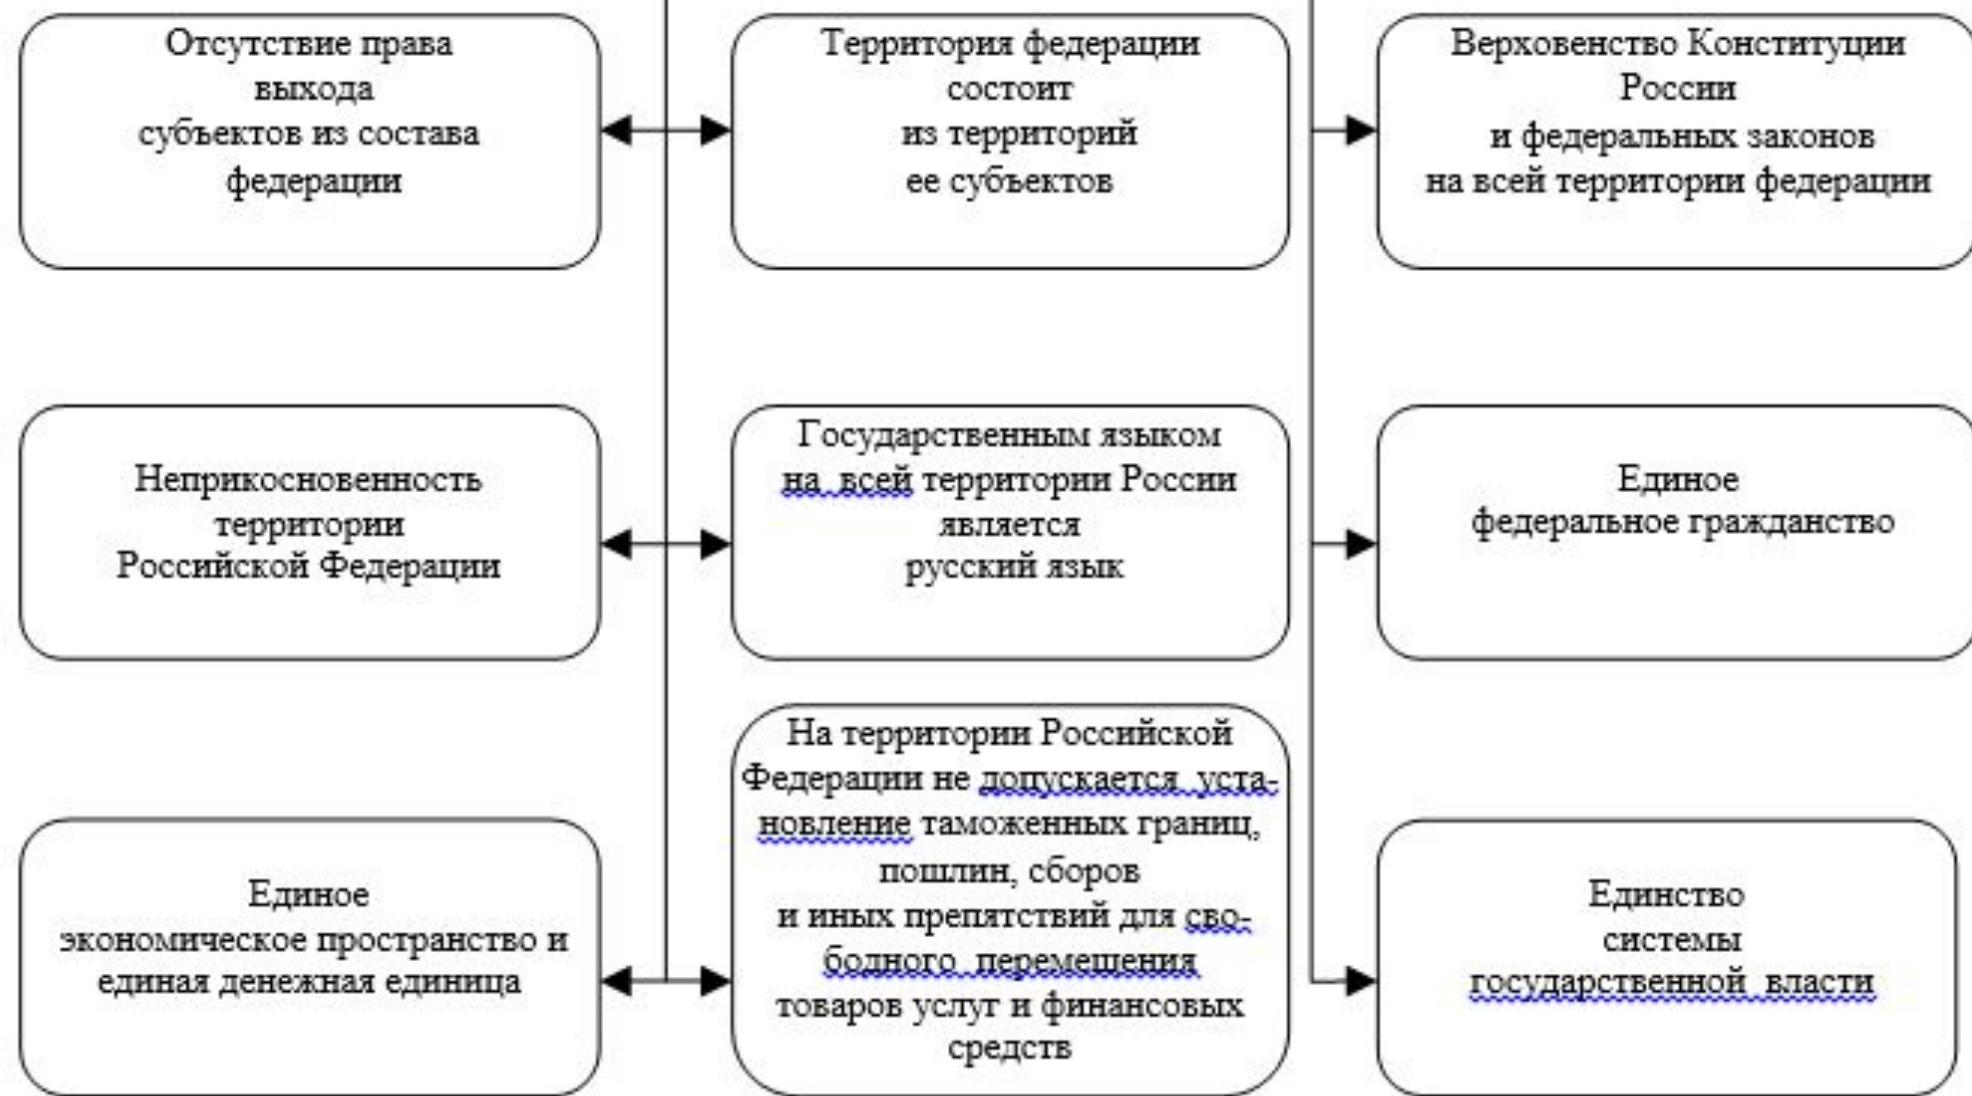 Отсутствие права
выхода
субъектов из состава
федерации
Территория федерации
состоит
из территорий
ее субъектов
Верховенство Конституции
России
и федеральных законов
на всей территории федерации
Неприкосновенность
территории
Российской Федерации
Государственным языком
на всей территории России
является
русский язык
Единое
федеральное гражданство
Единое
экономическое пространство и
единая денежная единица
На территории Российской
Федерации не допускается уста-
новление таможенных границ,
пошлин, сборов
и иных препятствий для сво-
бодного перемещения
товаров услуг и финансовых
средств
Единство
системы
государственной власти